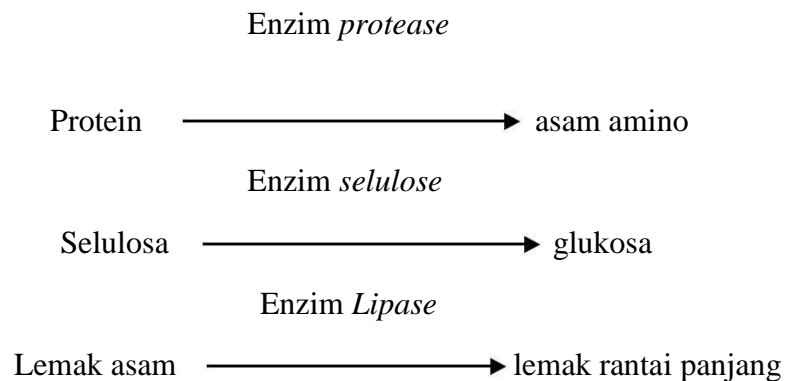 Enzim protease
Protein asam amino
Enzim selulose
Selulosa glukosa
Enzim Lipase
Lemak asam lemak rantai panjang